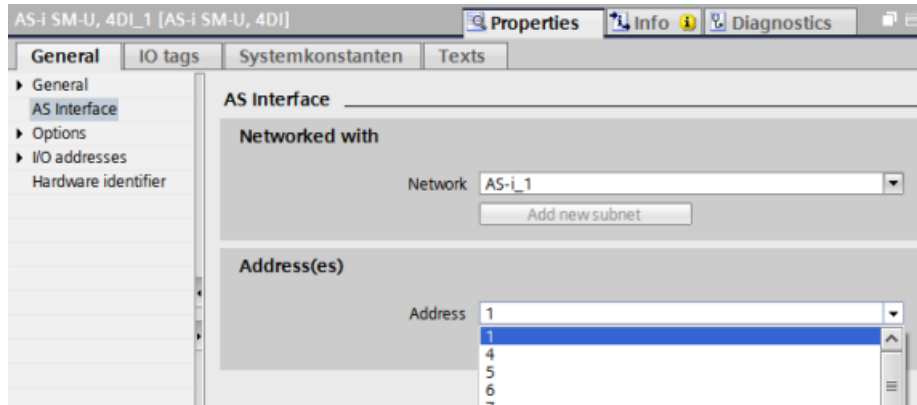 AS-i SM-U, 4DI_1 [AS-i SM-U, 4DI]
Properties
Info
Diagnostics
General
IO tags
Systemkonstanten
Texts
General
AS Interface
Options
I/O addresses
Hardware identifier
AS Interface
Networked with
Network AS-i_1
Add new subnet
Address(es)
Address 1
1
4
5
6